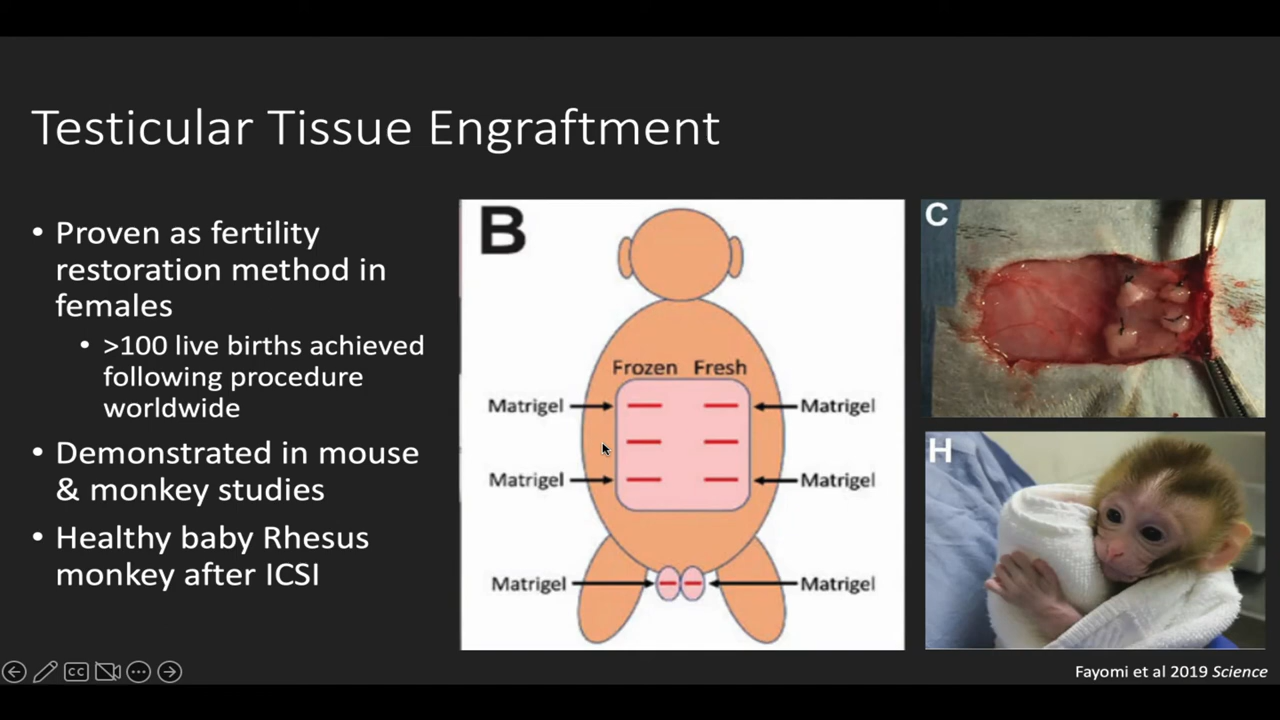 Testicular Tissue Engraftment
• Proven as fertility
restoration method in
females
• >100 live births achieved
following procedure
worldwide
• Demonstrated in mouse
& monkey studies
• Healthy baby Rhesus
monkey after ICSI
B
Frozen Fresh
Matrigel Matrigel
Matrigel Matrigel
Matrigel Matrigel
C
H
CC
Fayomi et al 2019 Science